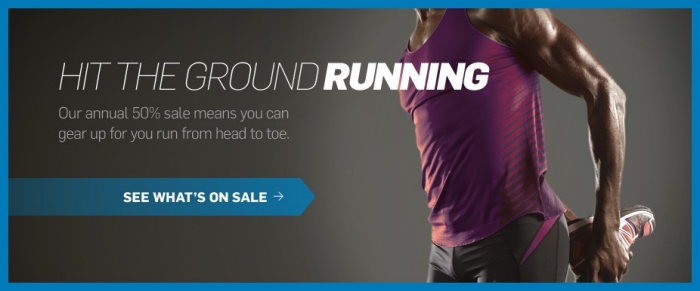 HIT THE GROUND RUNNING
Our annual 50% sale means you can
gear up for you run from head to toe.
SEE WHAT'S ON SALE →